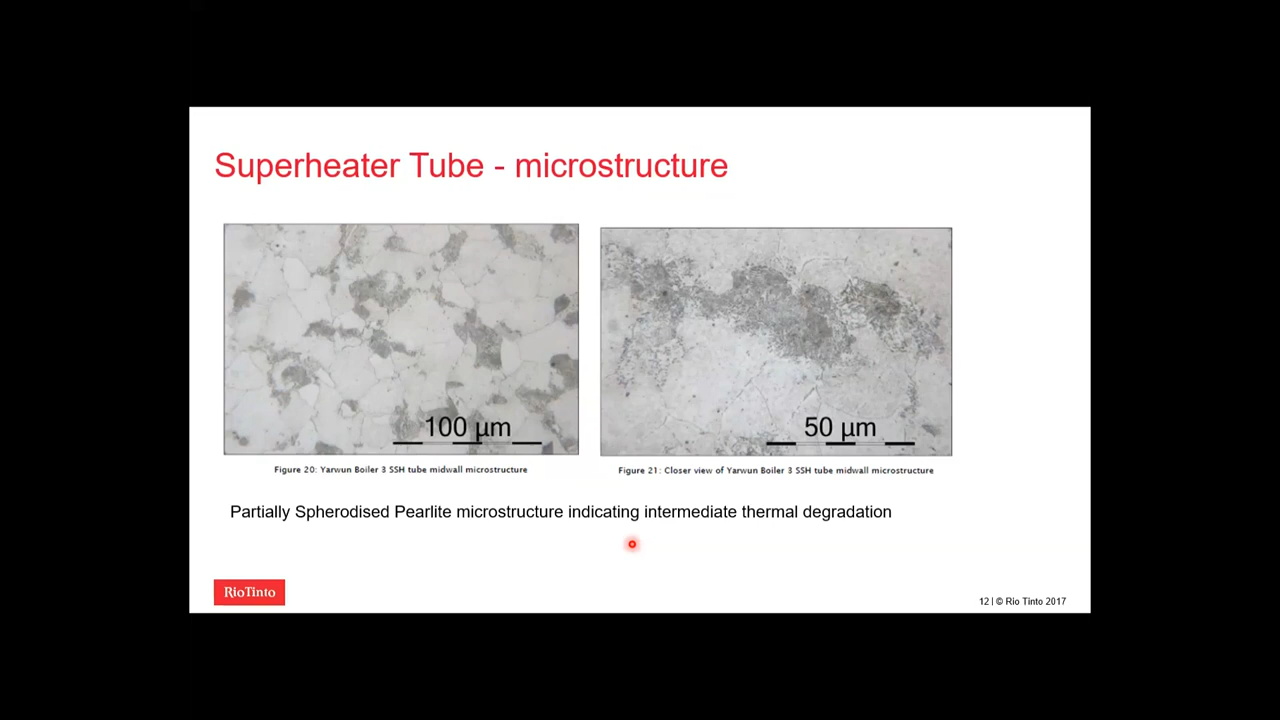 Superheater Tube - microstructure
100 µm
50 µm
Figure 20: Yarwun Boiler 3 SSH tube midwall microstructure
Figure 21: Closer view of Yarwun Boiler 3 SSH tube midwall microstructure
Partially Spherodised Pearlite microstructure indicating intermediate thermal degradation
RioTinto
12 | © Rio Tinto 2017